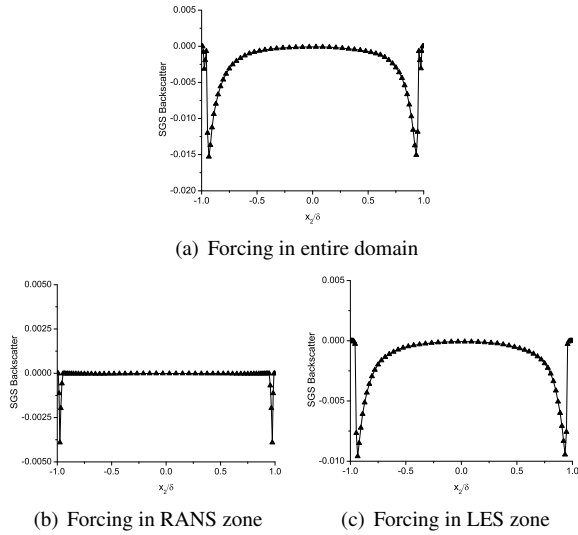 0.005
0.000
-0.005
-0.010
-0.015
-0.020
SGS Backscatter
-1.0 -0.5 0.0 0.5 1.0
x₂/δ
(a) Forcing in entire domain
0.0050
0.0025
0.0000
0.0025
0.0050
SGS Backscatter
-1.0 -0.5 0.0 0.5 1.0
x₂/δ
(b) Forcing in RANS zone
0.005
0.000
-0.005
-0.010
SGS Backscatter
-1.0 -0.5 0.0 0.5 1.0
x₂/δ
(c) Forcing in LES zone